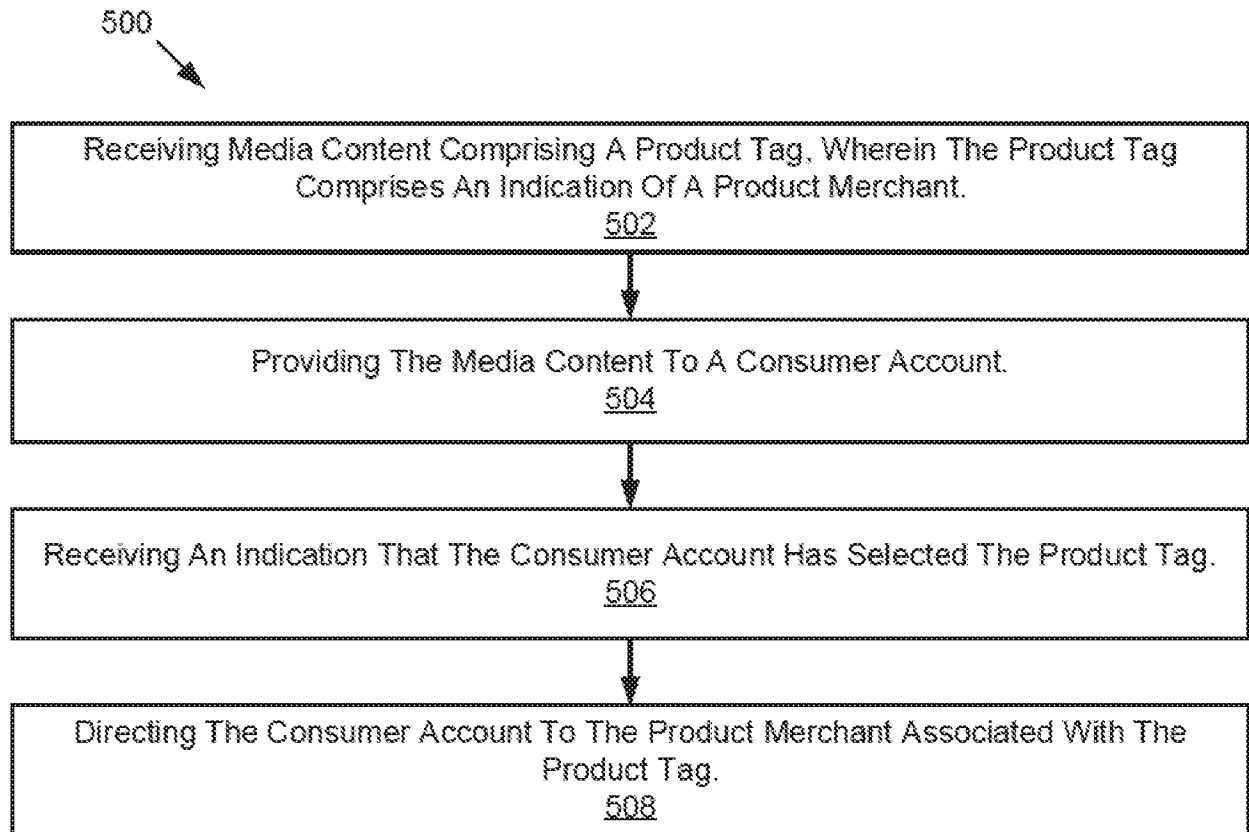 500
Receiving Media Content Comprising A Product Tag, Wherein The Product Tag
Comprises An Indication Of A Product Merchant.
502
Providing The Media Content To A Consumer Account.
504
Receiving An Indication That The Consumer Account Has Selected The Product Tag.
506
Directing The Consumer Account To The Product Merchant Associated With The
Product Tag.
508